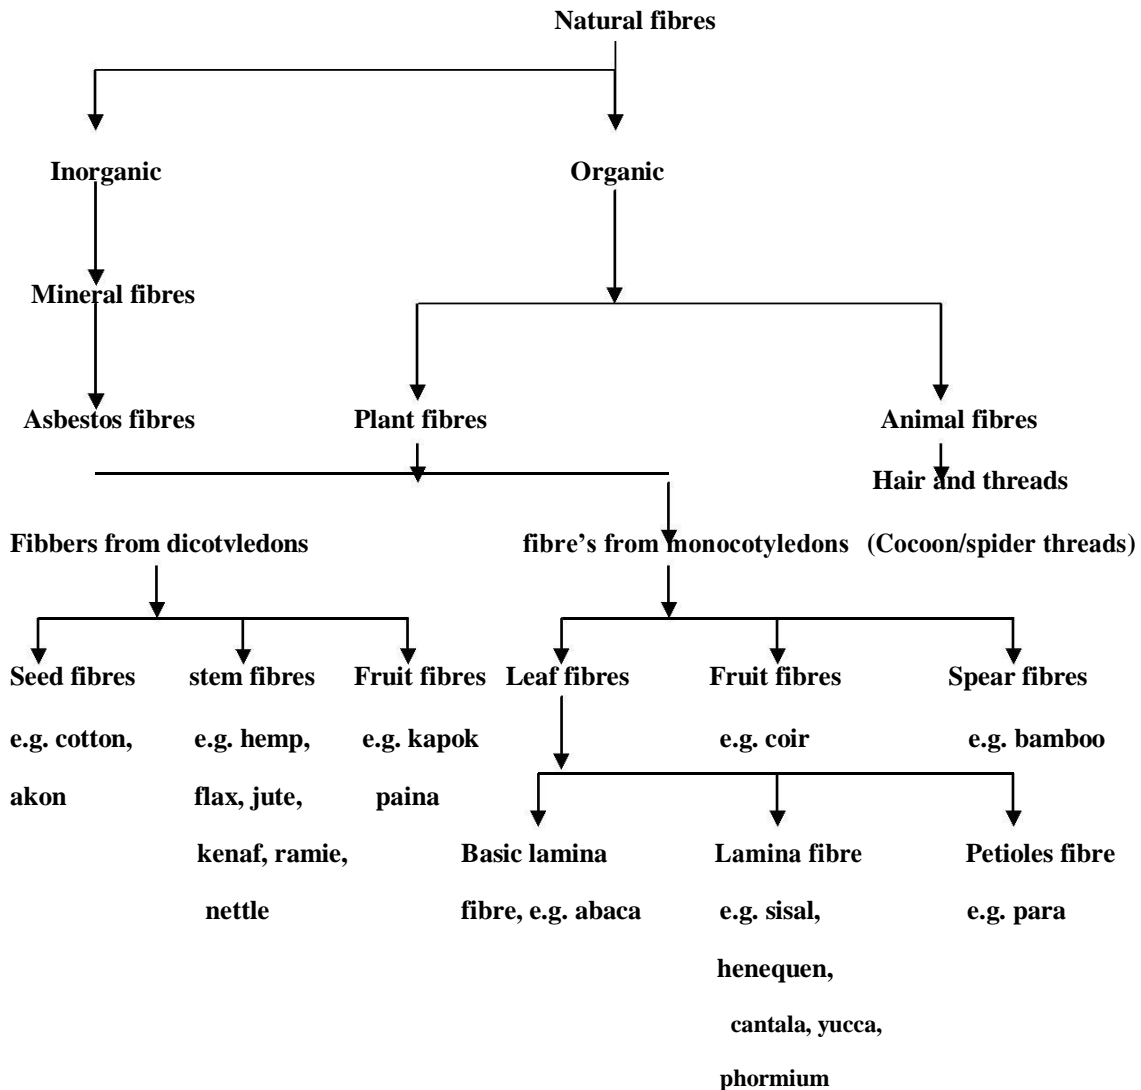 Natural fibres
Inorganic
Organic
Mineral fibres
Asbestos fibres
Plant fibres
Animal fibres
Hair and threads
Fibbers from dicotvledons
fibre's from monocotyledons
(Cocoon/spider threads)
Seed fibres
e.g. cotton,
akon
stem fibres
e.g. hemp,
flax, jute,
kenaf, ramie,
nettle
Fruit fibres
e.g. kapok
paina
Leaf fibres
Fruit fibres
e.g. coir
Spear fibres
e.g. bamboo
Basic lamina
fibre, e.g. abaca
Lamina fibre
e.g. sisal,
henequen,
cantala, yucca,
phormium
Petioles fibre
e.g. para